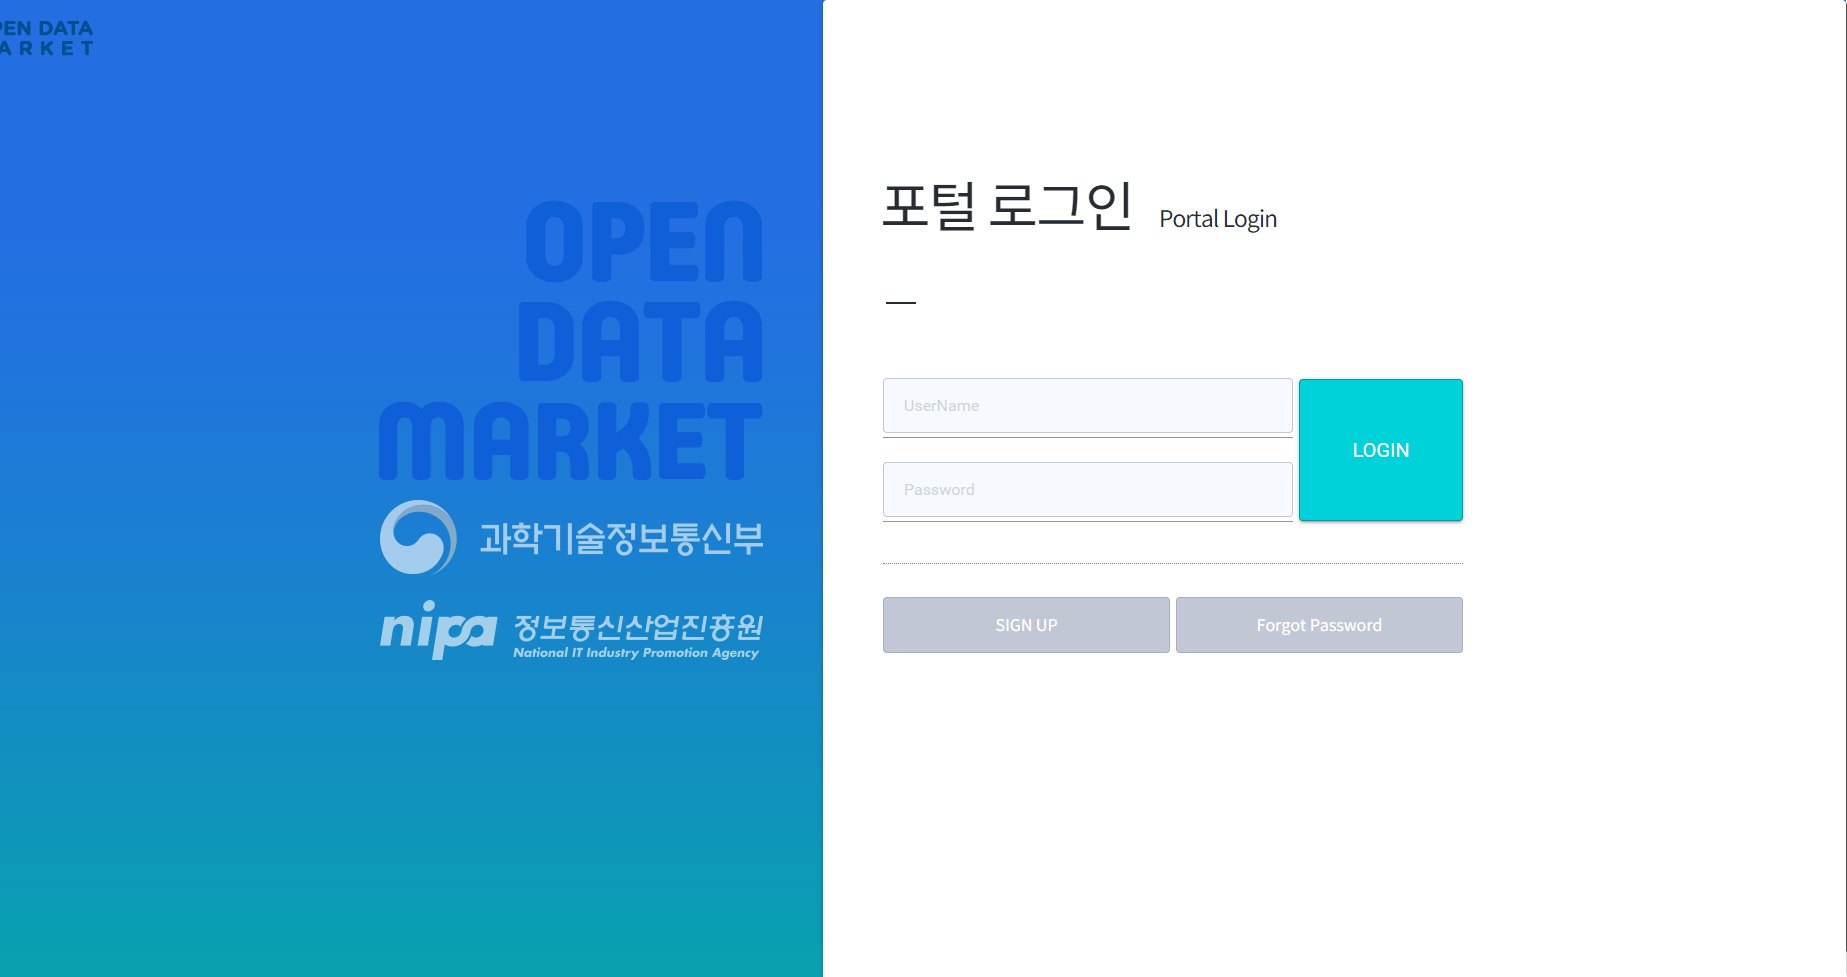 PEN DATA
ARKET
OPEN
DATA
MARKET
과학기술정보통신부
nipa 정보통신산업진흥원
National IT Industry Promotion Agency
포털 로그인 Portal Login
UserName
Password
LOGIN
SIGN UP
Forgot Password